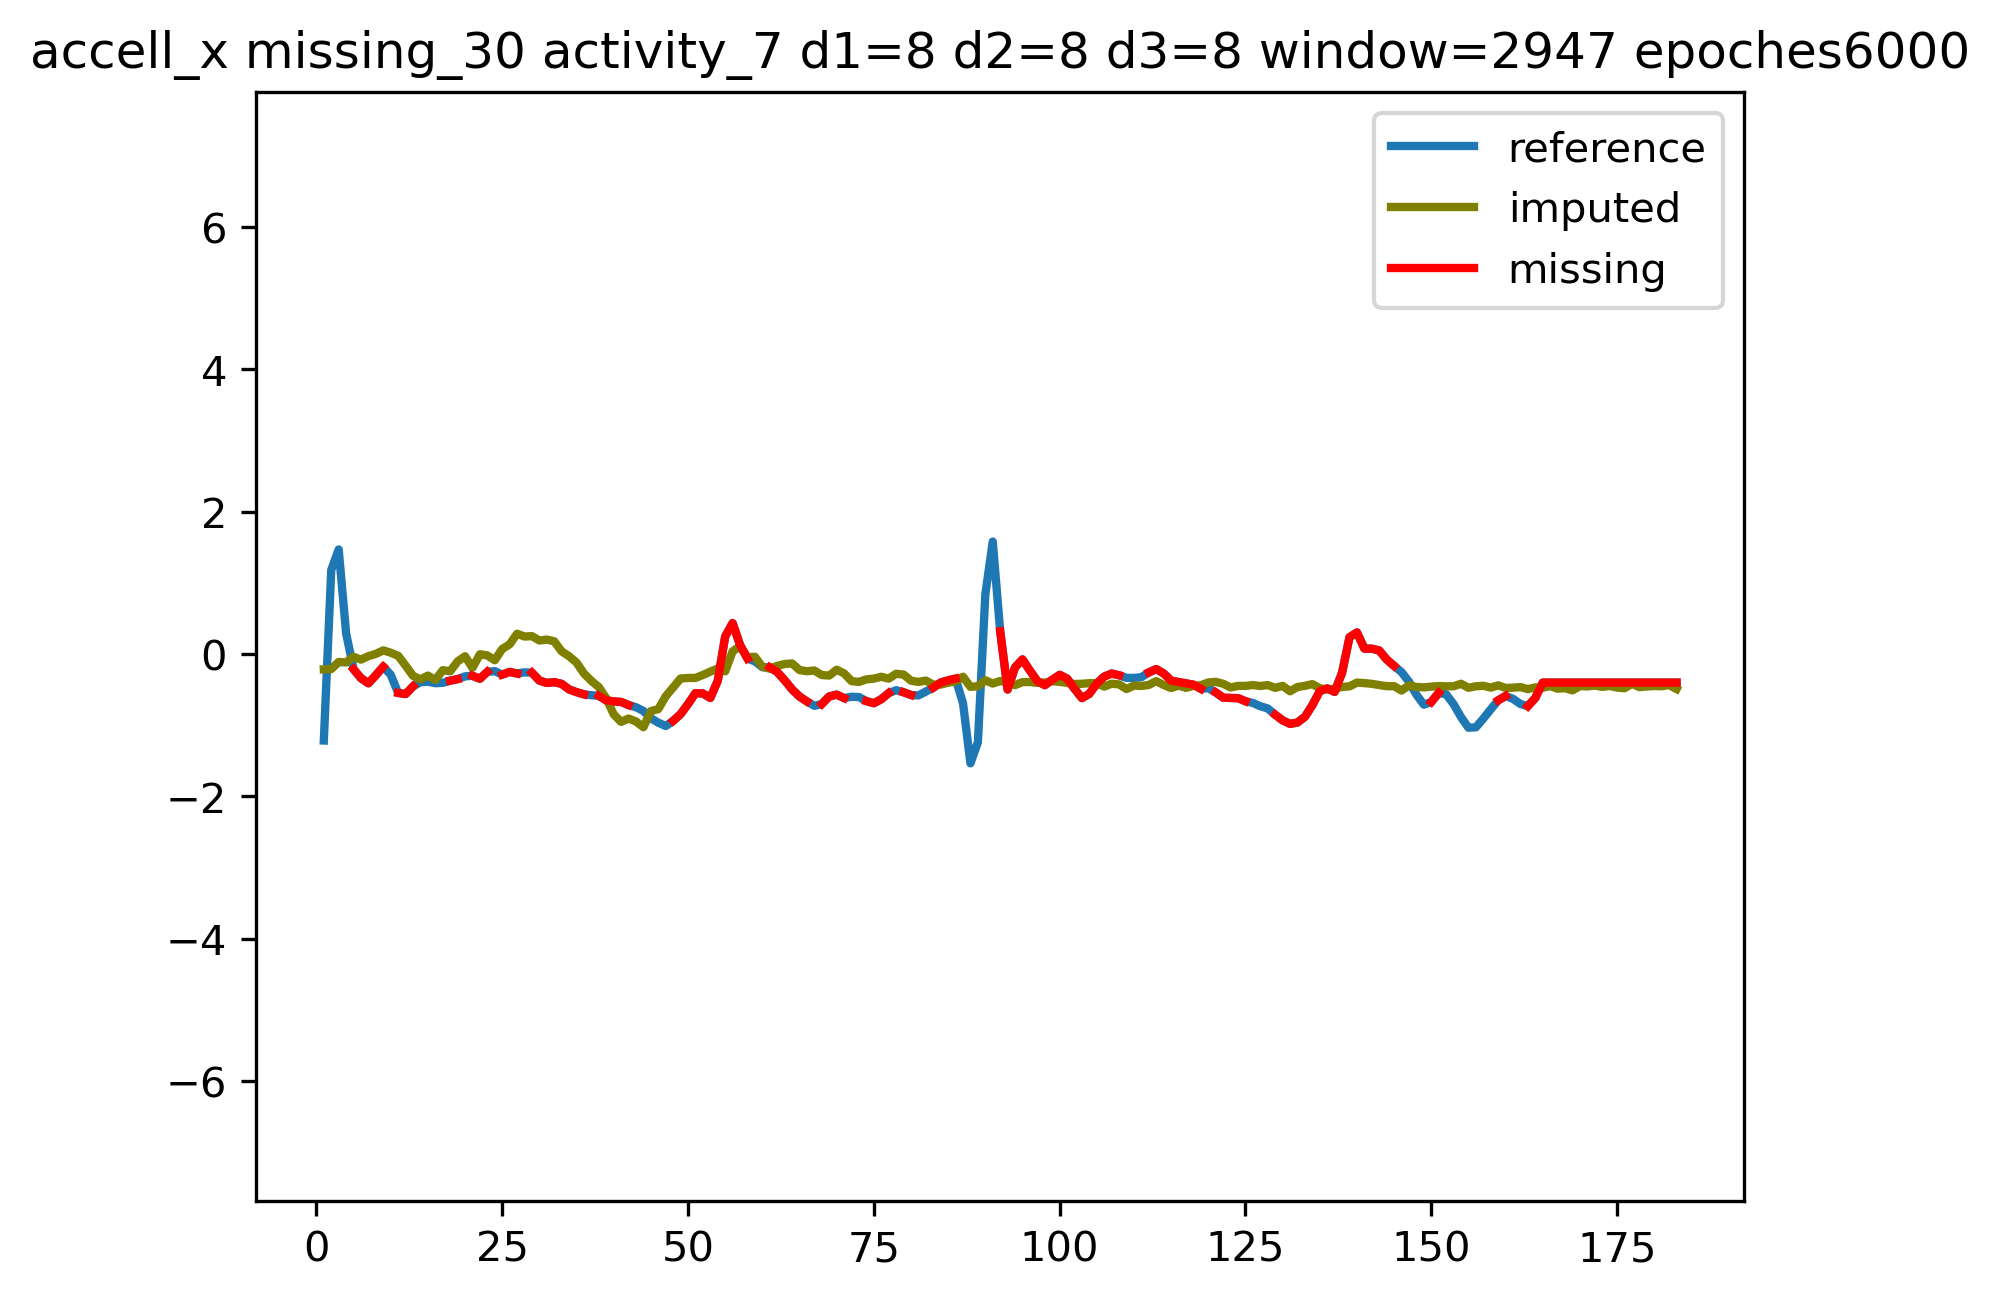 accell_x missing_30 activity_7 d1=8 d2=8 d3=8 window=2947 epoches6000
reference
imputed
missing
6
4
2
0
−2
−4
−6
0 25 50 75 100 125 150 175